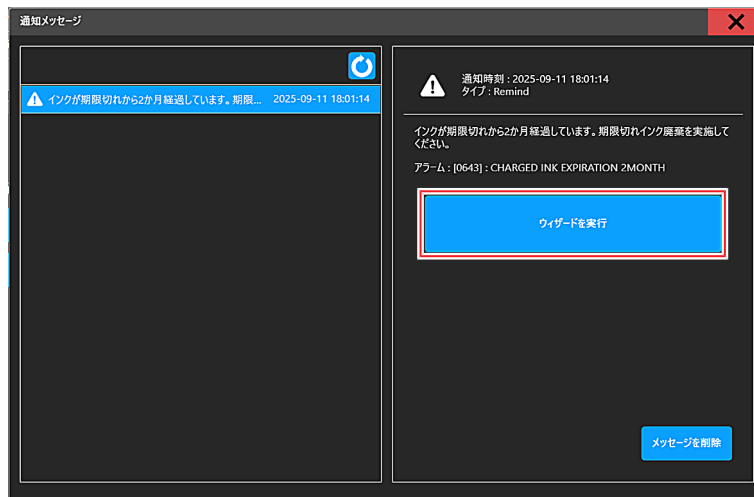 通知メッセージ
インクが期限切れから2か月経過しています。期限... 2025-09-11 18:01:14
通知時刻 : 2025-09-11 18:01:14
タイプ : Remind
インクが期限切れから2か月経過しています。期限切れインク廃棄を実施して
ください。
アラーム : [0643] : CHARGED INK EXPIRATION 2MONTH
ウィザードを実行
メッセージを削除